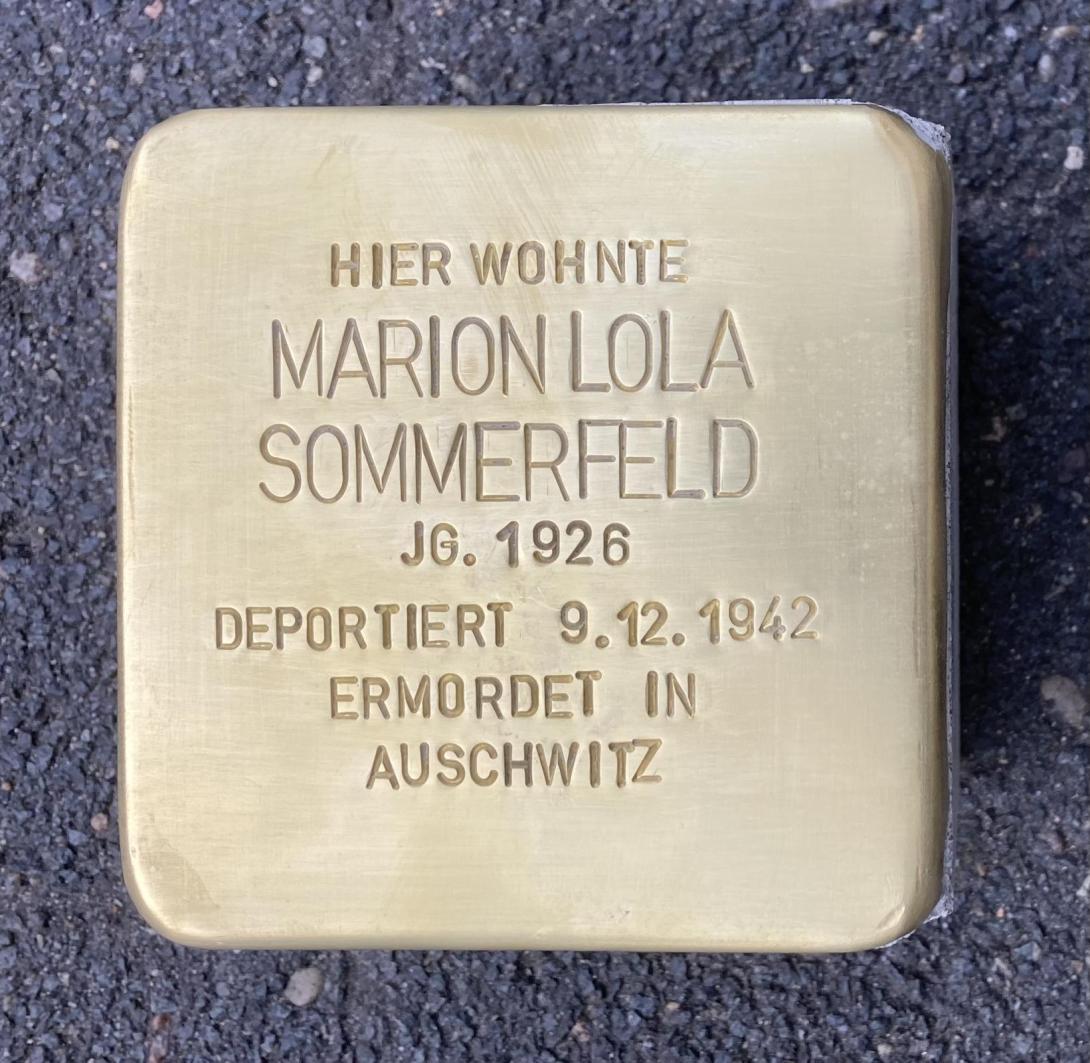 HIER WOHNTE
MARION LOLA
SOMMERFELD
JG. 1926
DEPORTIERT 9.12.1942
ERMORDET IN
AUSCHWITZ